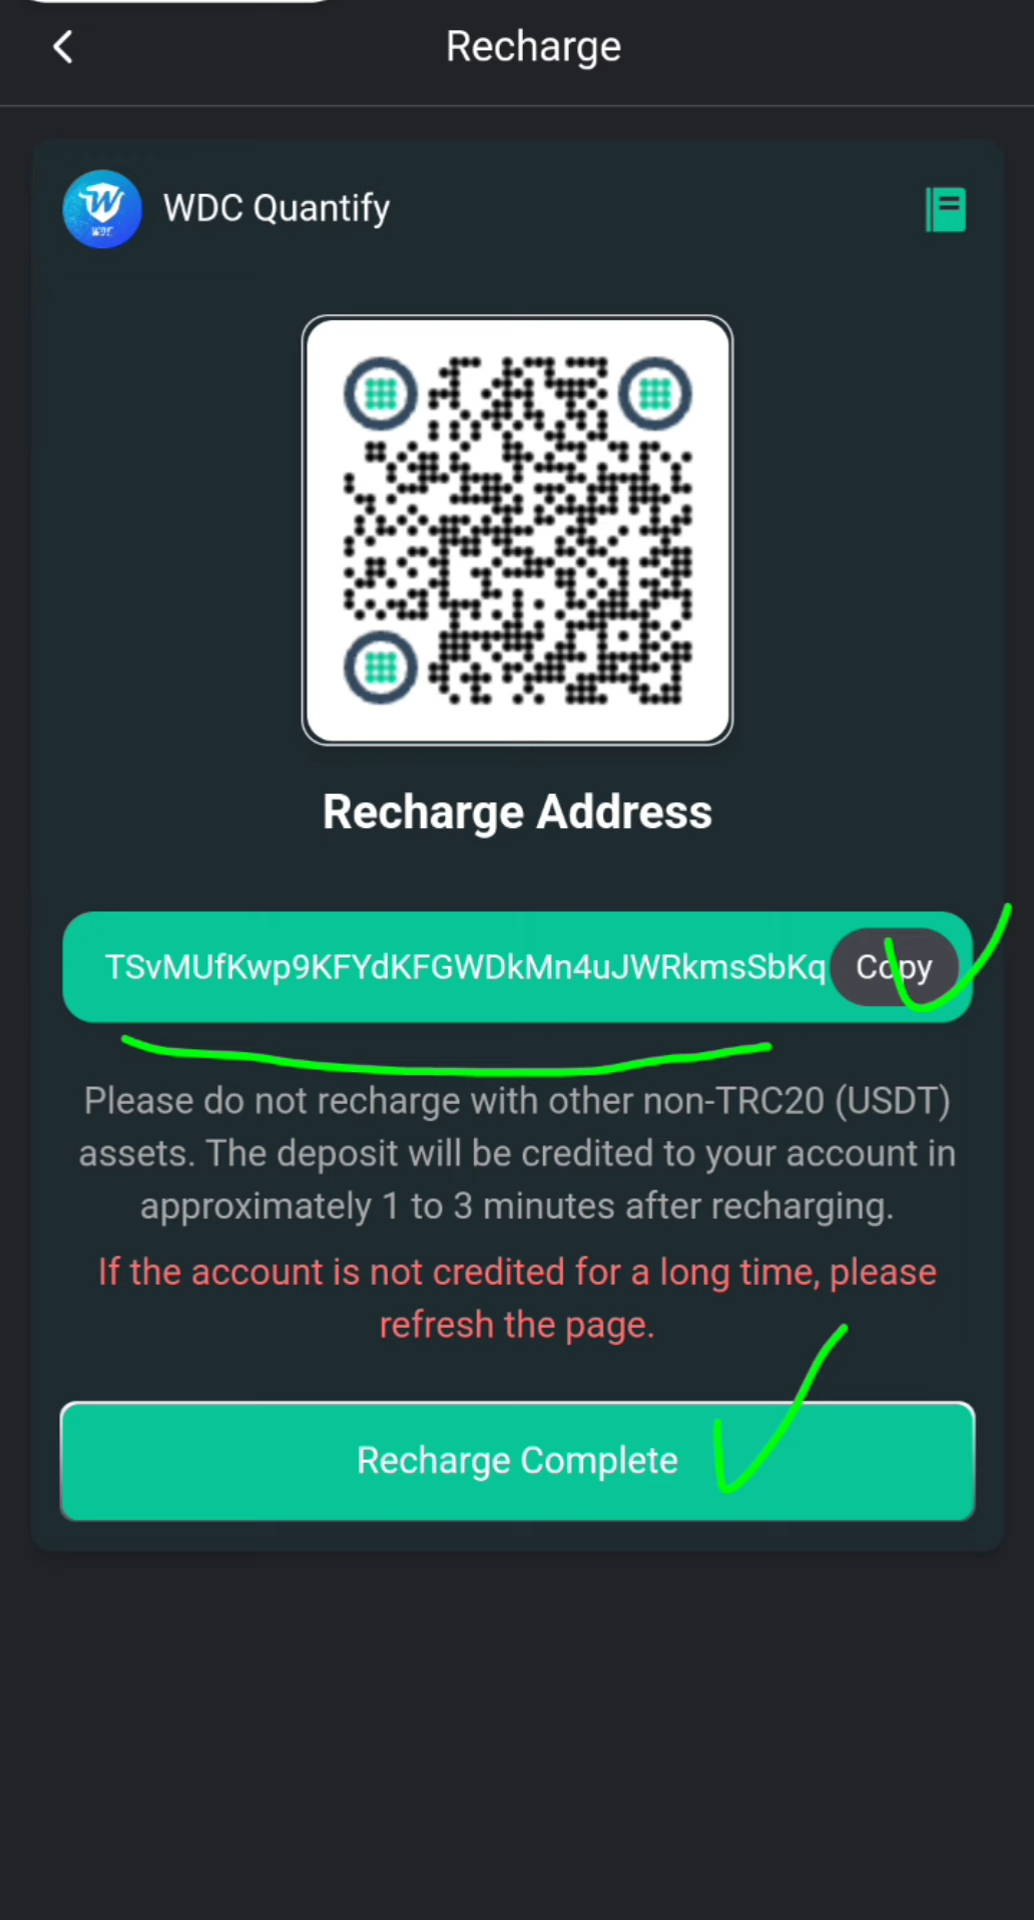 Recharge
WDC Quantify
Recharge Address
TSvMUfKwp9KFYdKFGWDkMn4uJWRkmsSbKq
Copy
Please do not recharge with other non-TRC20 (USDT)
assets. The deposit will be credited to your account in
approximately 1 to 3 minutes after recharging.
If the account is not credited for a long time, please
refresh the page.
Recharge Complete